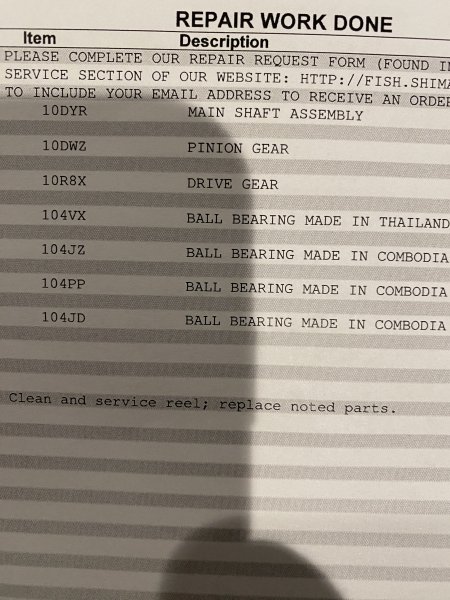 REPAIR WORK DONE
Item Description
PLEASE COMPLETE OUR REPAIR REQUEST FORM (FOUND IN
SERVICE SECTION OF OUR WEBSITE: HTTP://FISH.SHIMA
TO INCLUDE YOUR EMAIL ADDRESS TO RECEIVE AN ORDER
10DYR MAIN SHAFT ASSEMBLY
10DWZ PINION GEAR
10R8X DRIVE GEAR
104VX BALL BEARING MADE IN THAILAND
104JZ BALL BEARING MADE IN COMBODIA
104PP BALL BEARING MADE IN COMBODIA
104JD BALL BEARING MADE IN COMBODIA
Clean and service reel; replace noted parts.